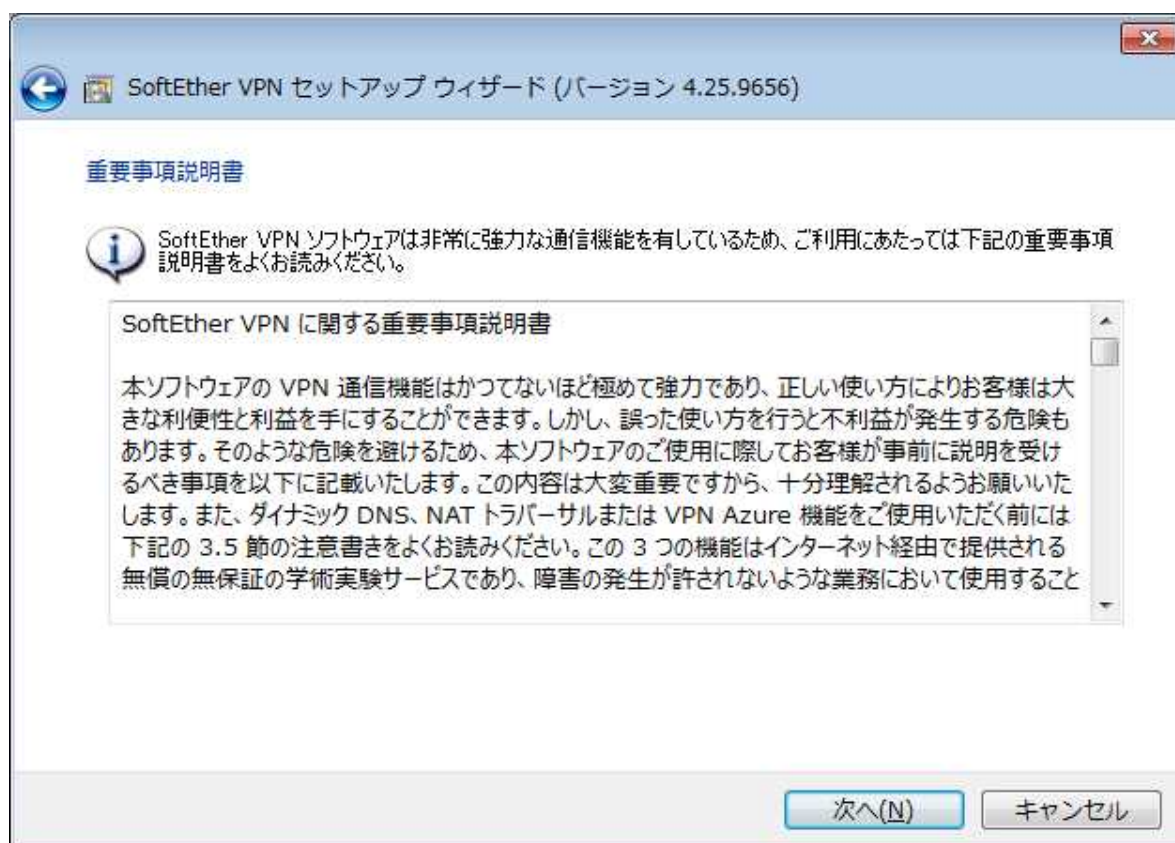 SoftEther VPN セットアップ ウィザード (バージョン 4.25.9656)
重要事項説明書
SoftEther VPN ソフトウェアは非常に強力な通信機能を有しているため、ご利用にあたっては下記の重要事項
説明書をよくお読みください。
SoftEther VPN に関する重要事項説明書
本ソフトウェアの VPN 通信機能はかつてないほど極めて強力であり、正しい使い方によりお客様は大
きな利便性と利益を手にすることができます。しかし、誤った使い方を行うと不利益が発生する危険も
あります。そのような危険を避けるため、本ソフトウェアのご使用に際してお客様が事前に説明を受け
るべき事項を以下に記載いたします。この内容は大変重要ですから、十分理解されるようお願いいた
します。また、ダイナミック DNS、NAT トラバーサルまたは VPN Azure 機能をご使用いただく前には
下記の 3.5 節の注意書きをよくお読みください。この 3 つの機能はインターネット経由で提供される
無償の無保証の学術実験サービスであり、障害の発生が許されないような業務において使用すること
次へ(N)
キャンセル